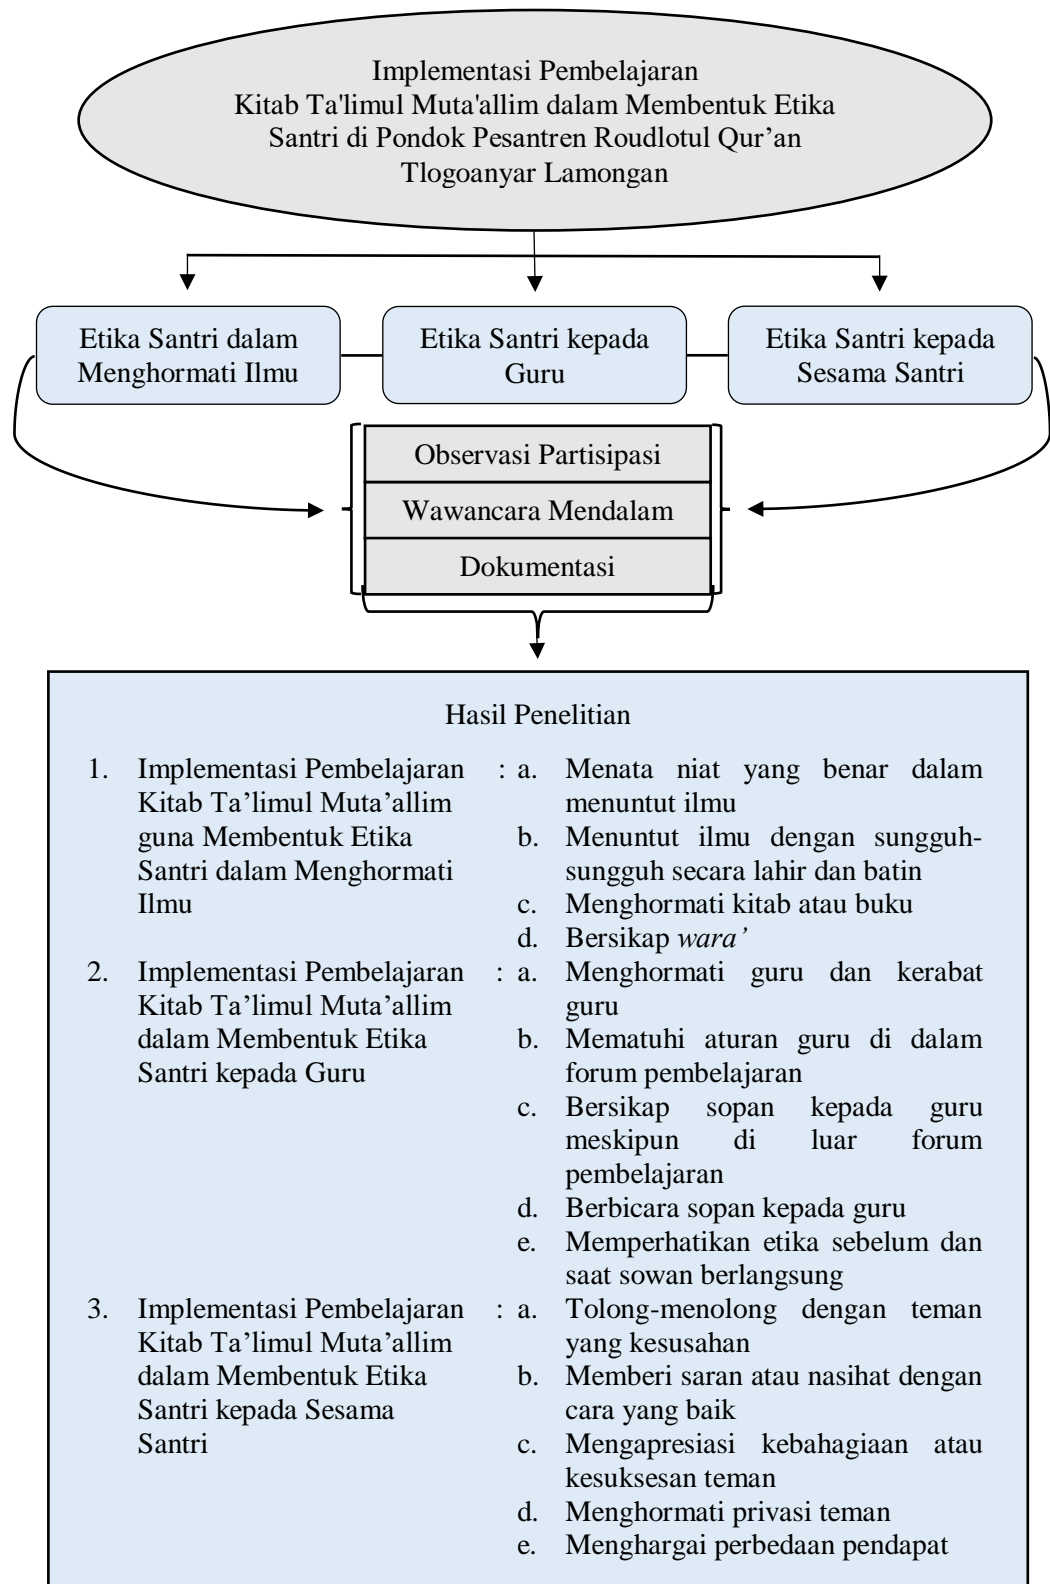 Implementasi Pembelajaran
Kitab Ta'limul Muta'allim dalam Membentuk Etika
Santri di Pondok Pesantren Roudlotul Qur’an
Tlogoanyar Lamongan
Etika Santri dalam
Menghormati Ilmu
Etika Santri kepada
Guru
Etika Santri kepada
Sesama Santri
Observasi Partisipasi
Wawancara Mendalam
Dokumentasi
Hasil Penelitian
1. Implementasi Pembelajaran
Kitab Ta’limul Muta’allim
guna Membentuk Etika
Santri dalam Menghormati
Ilmu
: a. Menata niat yang benar dalam
menuntut ilmu
b. Menuntut ilmu dengan sungguh-
sungguh secara lahir dan batin
c. Menghormati kitab atau buku
d. Bersikap wara’
2. Implementasi Pembelajaran
Kitab Ta’limul Muta’allim
dalam Membentuk Etika
Santri kepada Guru
: a. Menghormati guru dan kerabat
guru
b. Mematuhi aturan guru di dalam
forum pembelajaran
c. Bersikap sopan kepada guru
meskipun di luar forum
pembelajaran
d. Berbicara sopan kepada guru
e. Memperhatikan etika sebelum dan
saat sowan berlangsung
3. Implementasi Pembelajaran
Kitab Ta’limul Muta’allim
dalam Membentuk Etika
Santri kepada Sesama
Santri
: a. Tolong-menolong dengan teman
yang kesusahan
b. Memberi saran atau nasihat dengan
cara yang baik
c. Mengapresiasi kebahagiaan atau
kesuksesan teman
d. Menghormati privasi teman
e. Menghargai perbedaan pendapat